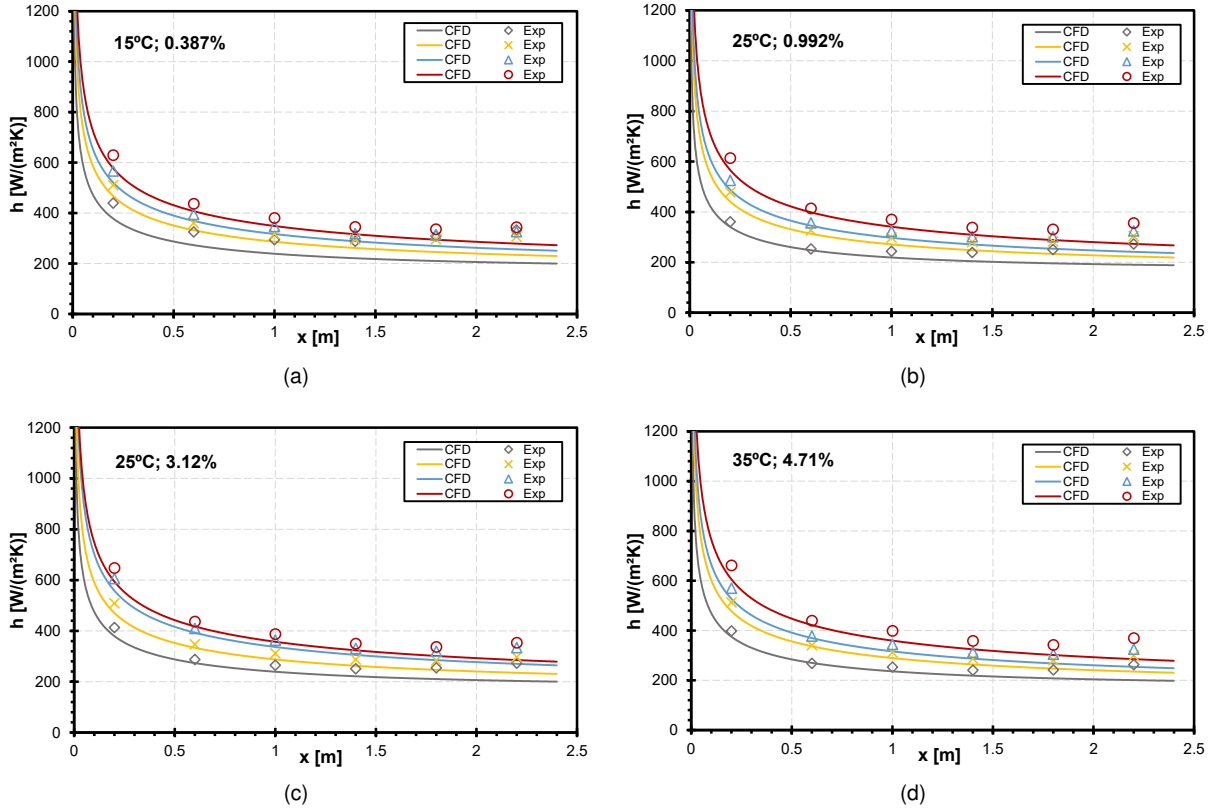 1200
1000
800
600
400
200
0
h [W/(m²K)]
15ºC; 0.387%
CFD Exp
CFD Exp
CFD Exp
CFD Exp
0 0.5 1 1.5 2 2.5
x [m]
(a)
1200
1000
800
600
400
200
0
h [W/(m²K)]
25ºC; 0.992%
CFD Exp
CFD Exp
CFD Exp
CFD Exp
0 0.5 1 1.5 2 2.5
x [m]
(b)
1200
1000
800
600
400
200
0
h [W/(m²K)]
25ºC; 3.12%
CFD Exp
CFD Exp
CFD Exp
CFD Exp
0 0.5 1 1.5 2 2.5
x [m]
(c)
1200
1000
800
600
400
200
0
h [W/(m²K)]
35ºC; 4.71%
CFD Exp
CFD Exp
CFD Exp
CFD Exp
0 0.5 1 1.5 2 2.5
x [m]
(d)